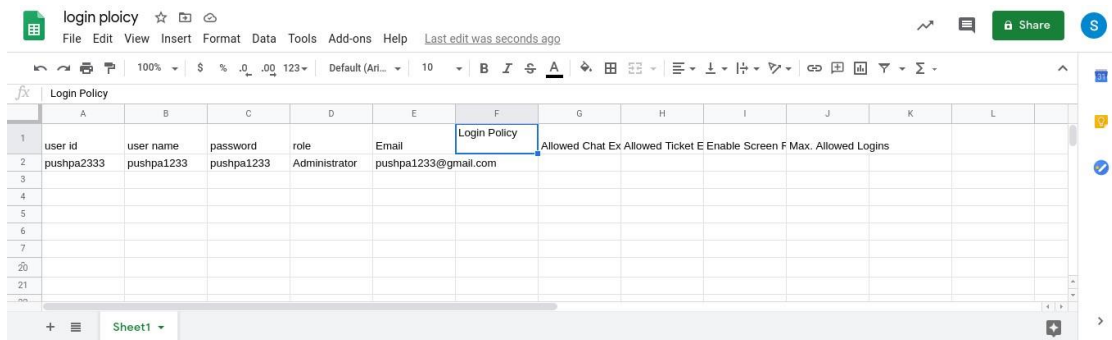 login ploicy
File Edit View Insert Format Data Tools Add-ons Help Last edit was seconds ago
Share
S
100% $ % .0 .00 123 Default (Ari... 10 B I S A
fx Login Policy
A B C D E F G H I J K L
1 user id user name password role Email Login Policy Allowed Chat Ex Allowed Ticket E Enable Screen F Max. Allowed Logins
2 pushpa2333 pushpa1233 pushpa1233 Administrator pushpa1233@gmail.com
3
4
5
6
7
20
21
Sheet1
31